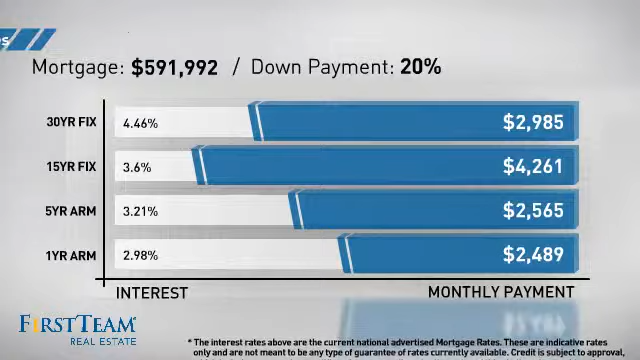 Mortgage: $591,992 / Down Payment: 20%
30YR FIX 4.46% $2,985
15YR FIX 3.6% $4,261
5YR ARM 3.21% $2,565
1YR ARM 2.98% $2,489
INTEREST MONTHLY PAYMENT
FIRSTTEAM®
REAL ESTATE
* The interest rates above are the current national advertised Mortgage Rates. These are indicative rates
only and are not meant to be any type of guarantee of rates currently available. Credit is subject to approval,